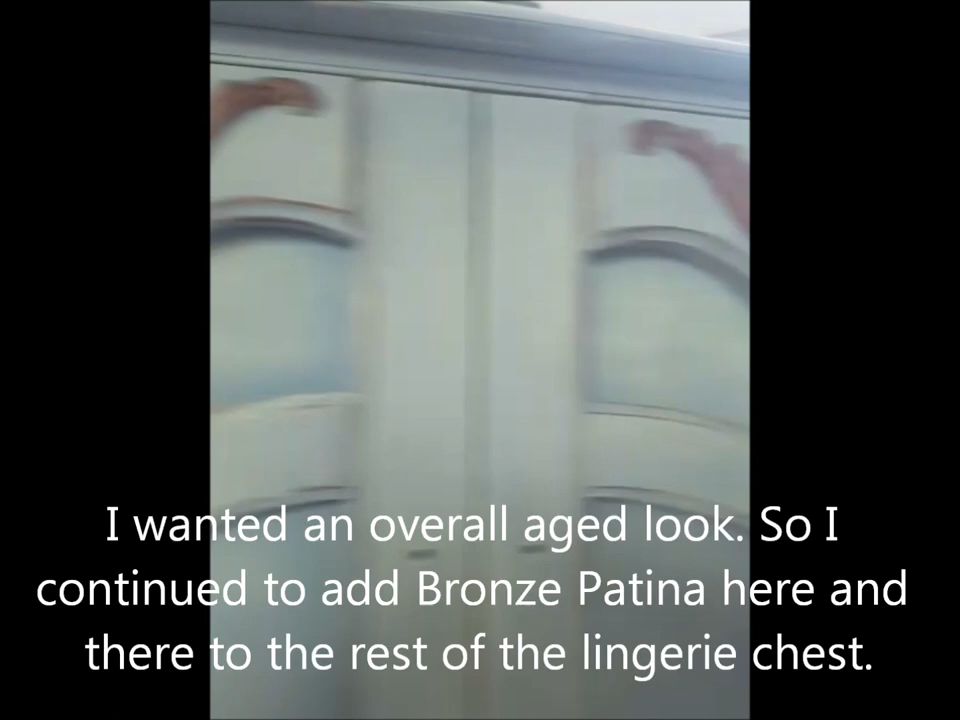 I wanted an overall aged look. So I
continued to add Bronze Patina here and
there to the rest of the lingerie chest.